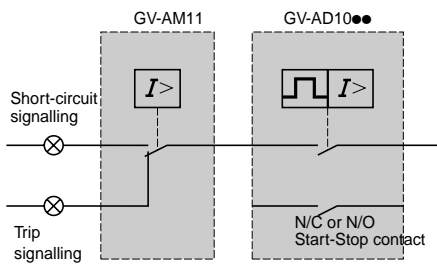 GV-AM11
GV-AD10●●
I>
I>
Short-circuit
signalling
Trip
signalling
N/C or N/O
Start-Stop contact